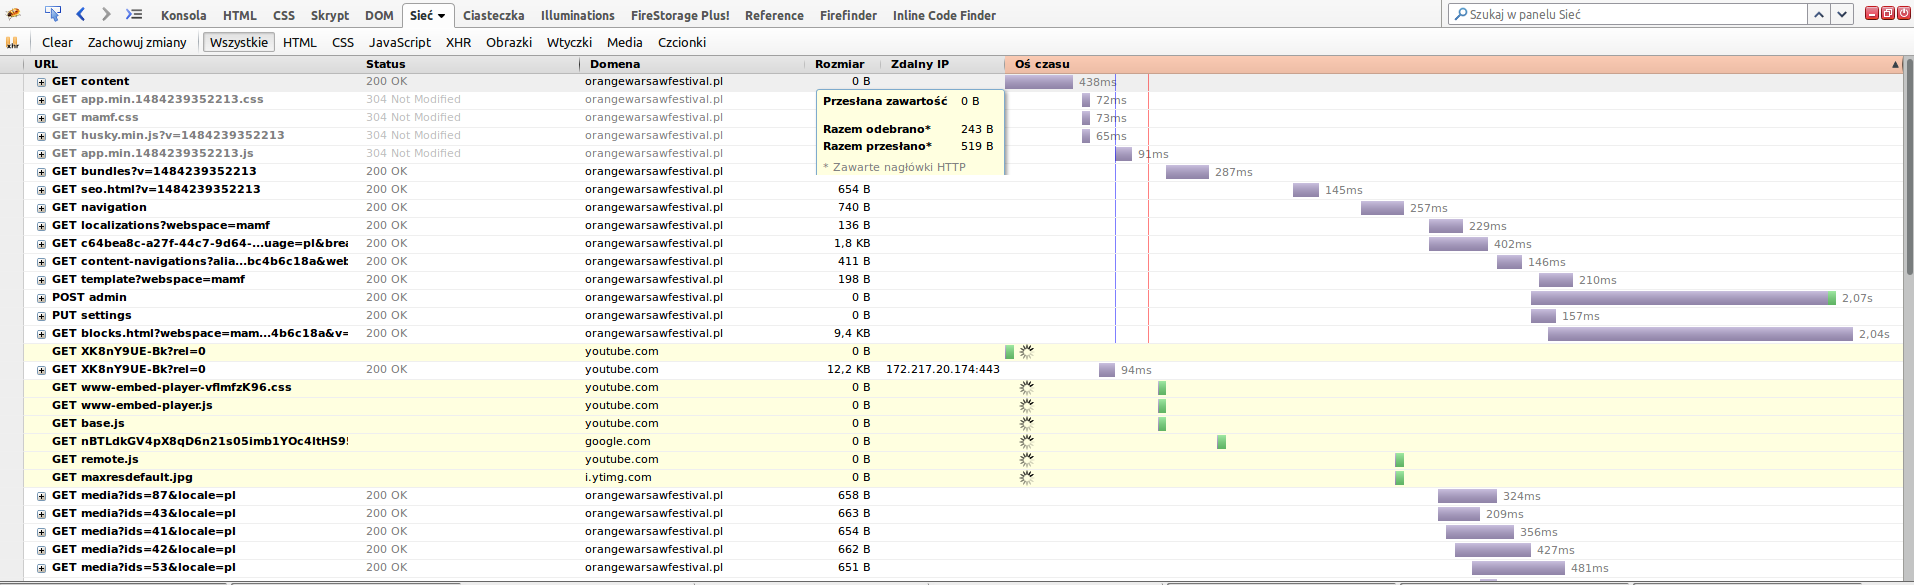 Konsola HTML CSS Skrypt DOM Sieć Ciasteczka Illuminations FireStorage Plus! Reference Firefinder Inline Code Finder Szukaj w panelu Sieć
xhr Clear Zachowuj zmiany Wszystkie HTML CSS JavaScript XHR Obrazki Wtyczki Media Czcionki
URL Status Domena Rozmiar Zdalny IP Oś czasu
GET content 200 OK orangewarsawfestival.pl 0 B 438ms
GET app.min.1484239352213.css 304 Not Modified orangewarsawfestival.pl 72ms
Przesłana zawartość 0 B
GET mamf.css 304 Not Modified orangewarsawfestival.pl 73ms
GET husky.min.js?v=1484239352213 304 Not Modified orangewarsawfestival.pl 65ms
Razem odebrano* 243 B
GET app.min.1484239352213.js 304 Not Modified orangewarsawfestival.pl 91ms
Razem przesłano* 519 B
* Zawarte nagłówki HTTP
GET bundles?v=1484239352213 200 OK orangewarsawfestival.pl 287ms
GET seo.html?v=1484239352213 200 OK orangewarsawfestival.pl 654 B 145ms
GET navigation 200 OK orangewarsawfestival.pl 740 B 257ms
GET localizations?webspace=mamf 200 OK orangewarsawfestival.pl 136 B 229ms
GET c64bea8c-a27f-44c7-9d64-...uage=pl&brea 200 OK orangewarsawfestival.pl 1,8 KB 402ms
GET content-navigations?alia...bc4b6c18a&web 200 OK orangewarsawfestival.pl 411 B 146ms
GET template?webspace=mamf 200 OK orangewarsawfestival.pl 198 B 210ms
POST admin 200 OK orangewarsawfestival.pl 0 B 2,07s
PUT settings 200 OK orangewarsawfestival.pl 0 B 157ms
GET blocks.html?webspace=mam...4b6c18a&v= 200 OK orangewarsawfestival.pl 9,4 KB 2,04s
GET XK8nY9UE-Bk?rel=0 youtube.com 0 B
GET XK8nY9UE-Bk?rel=0 200 OK youtube.com 12,2 KB 172.217.20.174:443 94ms
GET www-embed-player-vflmfzK96.css youtube.com 0 B
GET www-embed-player.js youtube.com 0 B
GET base.js youtube.com 0 B
GET nBTLdkGV4pX8qD6n21s05imb1YOc4ltHS9! google.com 0 B
GET remote.js youtube.com 0 B
GET maxresdefault.jpg i.ytimg.com 0 B
GET media?ids=87&locale=pl 200 OK orangewarsawfestival.pl 658 B 324ms
GET media?ids=43&locale=pl 200 OK orangewarsawfestival.pl 663 B 209ms
GET media?ids=41&locale=pl 200 OK orangewarsawfestival.pl 654 B 356ms
GET media?ids=42&locale=pl 200 OK orangewarsawfestival.pl 662 B 427ms
GET media?ids=53&locale=pl 200 OK orangewarsawfestival.pl 651 B 481ms